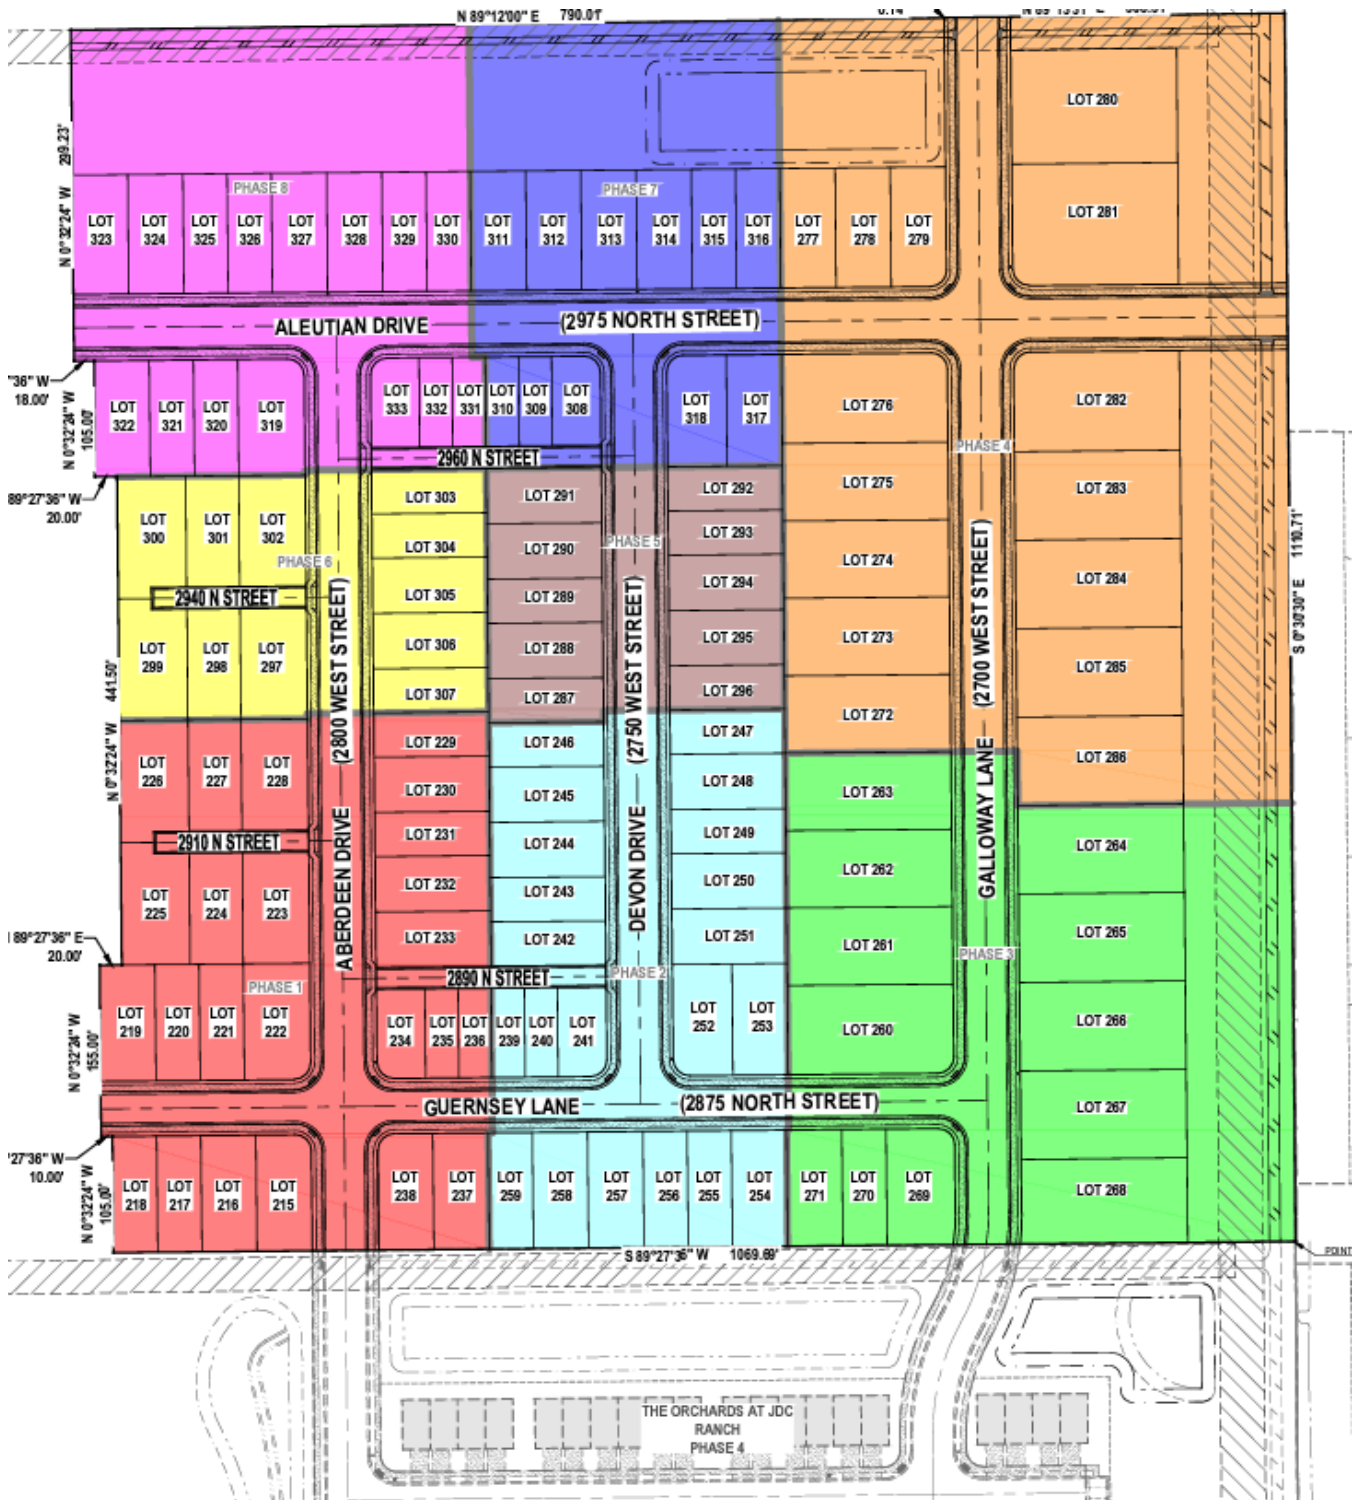 N 89°12'00" E 790.01'
299.23'
N 0°32'24" W
PHASE 8
PHASE 7
LOT 280
LOT 281
LOT 323
LOT 324
LOT 325
LOT 326
LOT 327
LOT 328
LOT 329
LOT 330
LOT 311
LOT 312
LOT 313
LOT 314
LOT 315
LOT 316
LOT 277
LOT 278
LOT 279
ALEUTIAN DRIVE
(2975 NORTH STREET)
36" W
18.00'
N 0°32'24" W
105.00'
LOT 322
LOT 321
LOT 320
LOT 319
LOT 333
LOT 332
LOT 331
LOT 310
LOT 309
LOT 308
LOT 318
LOT 317
LOT 276
LOT 282
PHASE 4
2960 N STREET
89°27'36" W
20.00'
LOT 275
LOT 283
LOT 303
LOT 291
LOT 292
LOT 300
LOT 301
LOT 302
LOT 304
LOT 290
PHASE 5
LOT 293
PHASE 6
LOT 274
LOT 284
S 0°30'30" E 1110.71'
2940 N STREET
LOT 305
LOT 289
LOT 294
LOT 299
LOT 298
LOT 297
LOT 306
LOT 288
LOT 295
LOT 273
LOT 285
LOT 307
LOT 287
LOT 296
(2800 WEST STREET)
(2750 WEST STREET)
(2700 WEST STREET)
441.50'
N 0°32'24" W
LOT 272
LOT 286
LOT 226
LOT 227
LOT 228
LOT 229
LOT 246
LOT 247
LOT 230
LOT 245
LOT 248
LOT 263
2910 N STREET
LOT 231
LOT 244
LOT 249
LOT 264
ABERDEEN DRIVE
DEVON DRIVE
GALLOWAY LANE
LOT 225
LOT 224
LOT 223
LOT 232
LOT 243
LOT 250
LOT 262
LOT 233
LOT 242
LOT 251
LOT 261
LOT 265
89°27'36" E
20.00'
PHASE 1
2890 N STREET
PHASE 2
PHASE 3
N 0°32'24" W
155.00'
LOT 219
LOT 220
LOT 221
LOT 222
LOT 234
LOT 235
LOT 236
LOT 239
LOT 240
LOT 241
LOT 252
LOT 253
LOT 260
LOT 266
GUERNSEY LANE
(2875 NORTH STREET)
LOT 267
27'36" W
10.00'
N 0°32'24" W
105.00'
LOT 218
LOT 217
LOT 216
LOT 215
LOT 238
LOT 237
LOT 259
LOT 258
LOT 257
LOT 256
LOT 255
LOT 254
LOT 271
LOT 270
LOT 269
LOT 268
S 89°27'36" W 1069.69'
POINT
THE ORCHARDS AT JDC
RANCH
PHASE 4